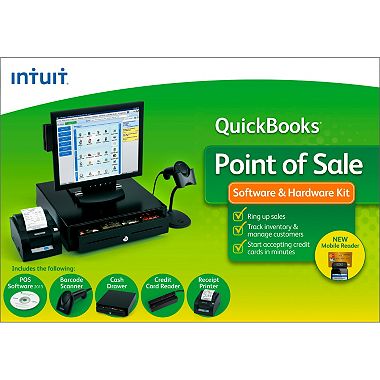 intuit.
QuickBooks
Point of Sale
Software & Hardware Kit
Ring up sales
Track inventory &
manage customers
Start accepting credit
cards in minutes
NEW
Mobile Reader
Includes the following:
POS
Software 2013
Barcode
Scanner
Cash
Drawer
Credit
Card Reader
Receipt
Printer